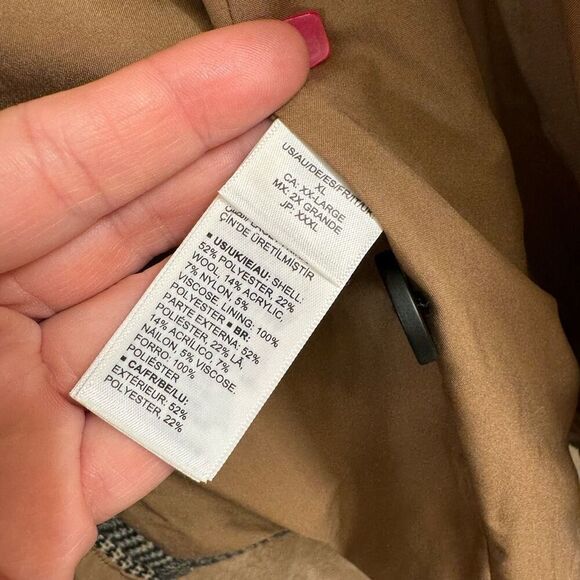 US/AU/DE/ES/FR/IT/UK
XL
CA: XX-LARGE
MX: 2X GRANDE
JP: XXXL
ÇİN'DE ÜRETİLMİŞTİR
■ US/UK/IE/AU: SHELL:
52% POLYESTER, 22%
WOOL, 14% ACRYLIC,
7% NYLON, 5%
VISCOSE. LINING: 100%
POLYESTER ■ BR:
PARTE EXTERNA: 52%
POLIÉSTER, 22% LÃ,
14% ACRÍLICO, 7%
NÁILON, 5% VISCOSE.
FORRO: 100%
POLIÉSTER
■ CA/FR/BE/LU:
EXTÉRIEUR: 52%
POLYESTER, 22%